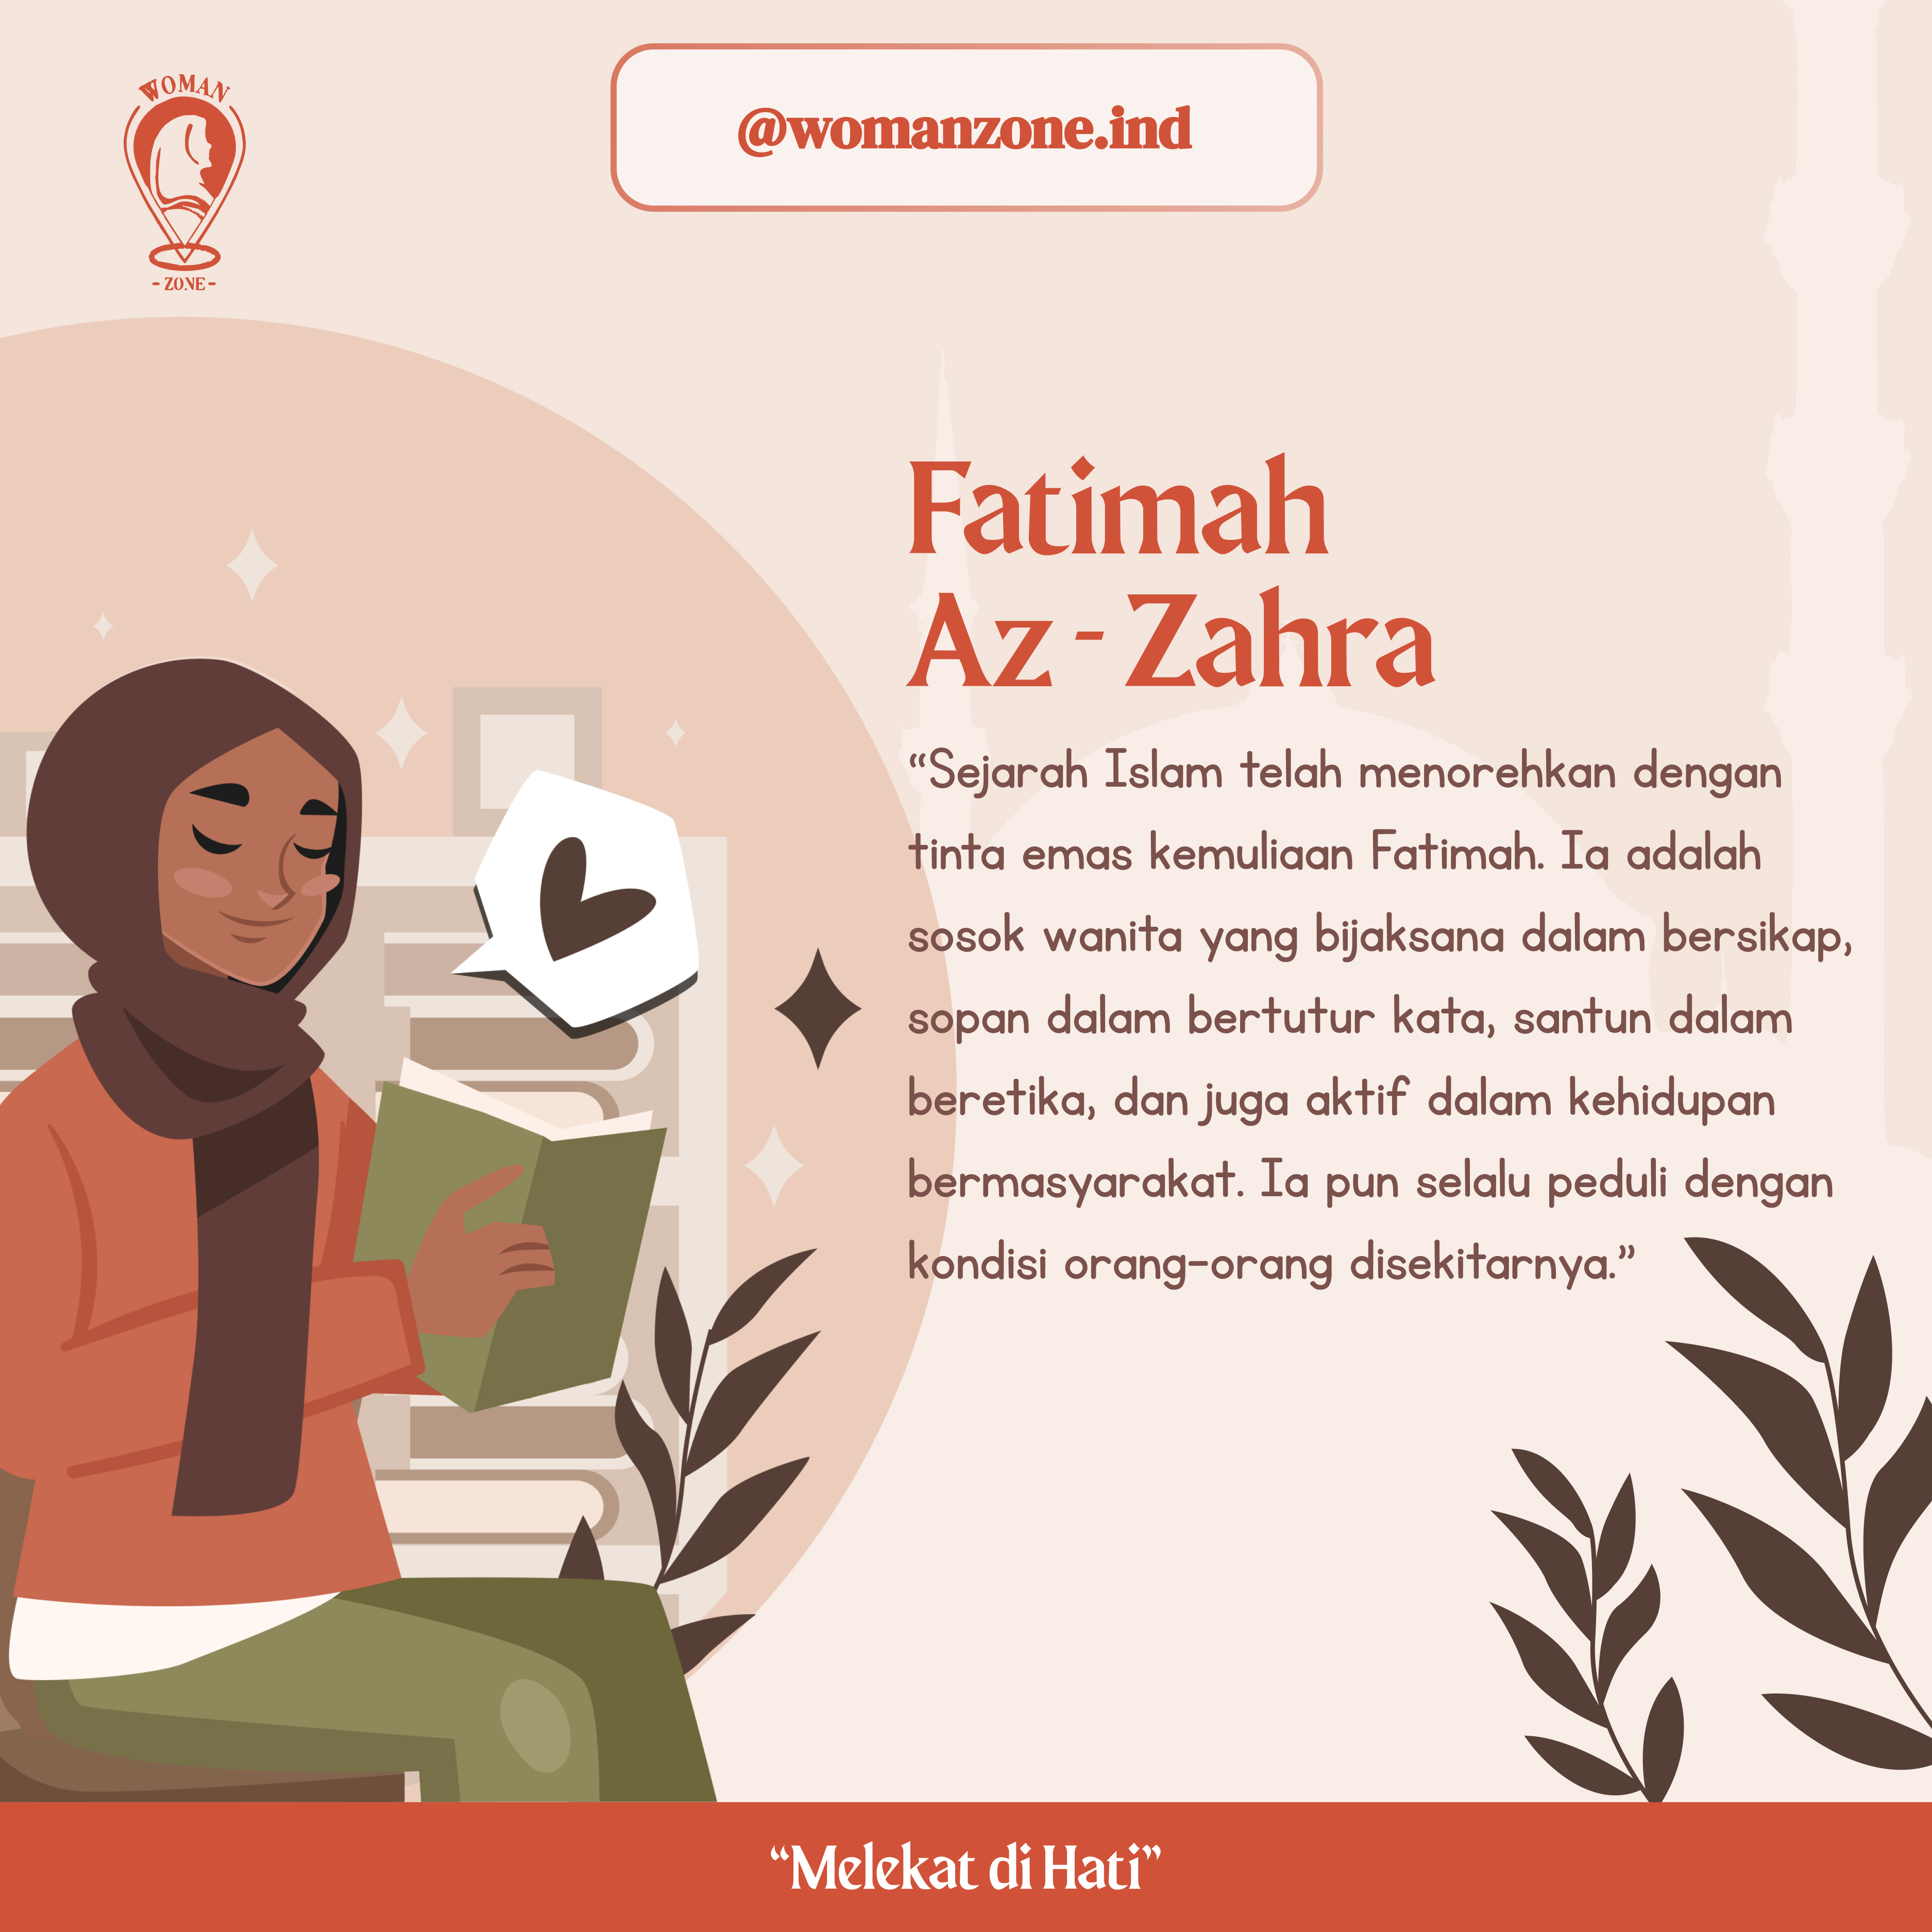 WOMAN
- ZONE -
@womanzone.ind
Fatimah
Az - Zahra
“Sejarah Islam telah menorehkan dengan
tinta emas kemuliaan Fatimah. Ia adalah
sosok wanita yang bijaksana dalam bersikap,
sopan dalam bertutur kata, santun dalam
beretika, dan juga aktif dalam kehidupan
bermasyarakat. Ia pun selalu peduli dengan
kondisi orang-orang disekitarnya.”
“Melekat di Hati”